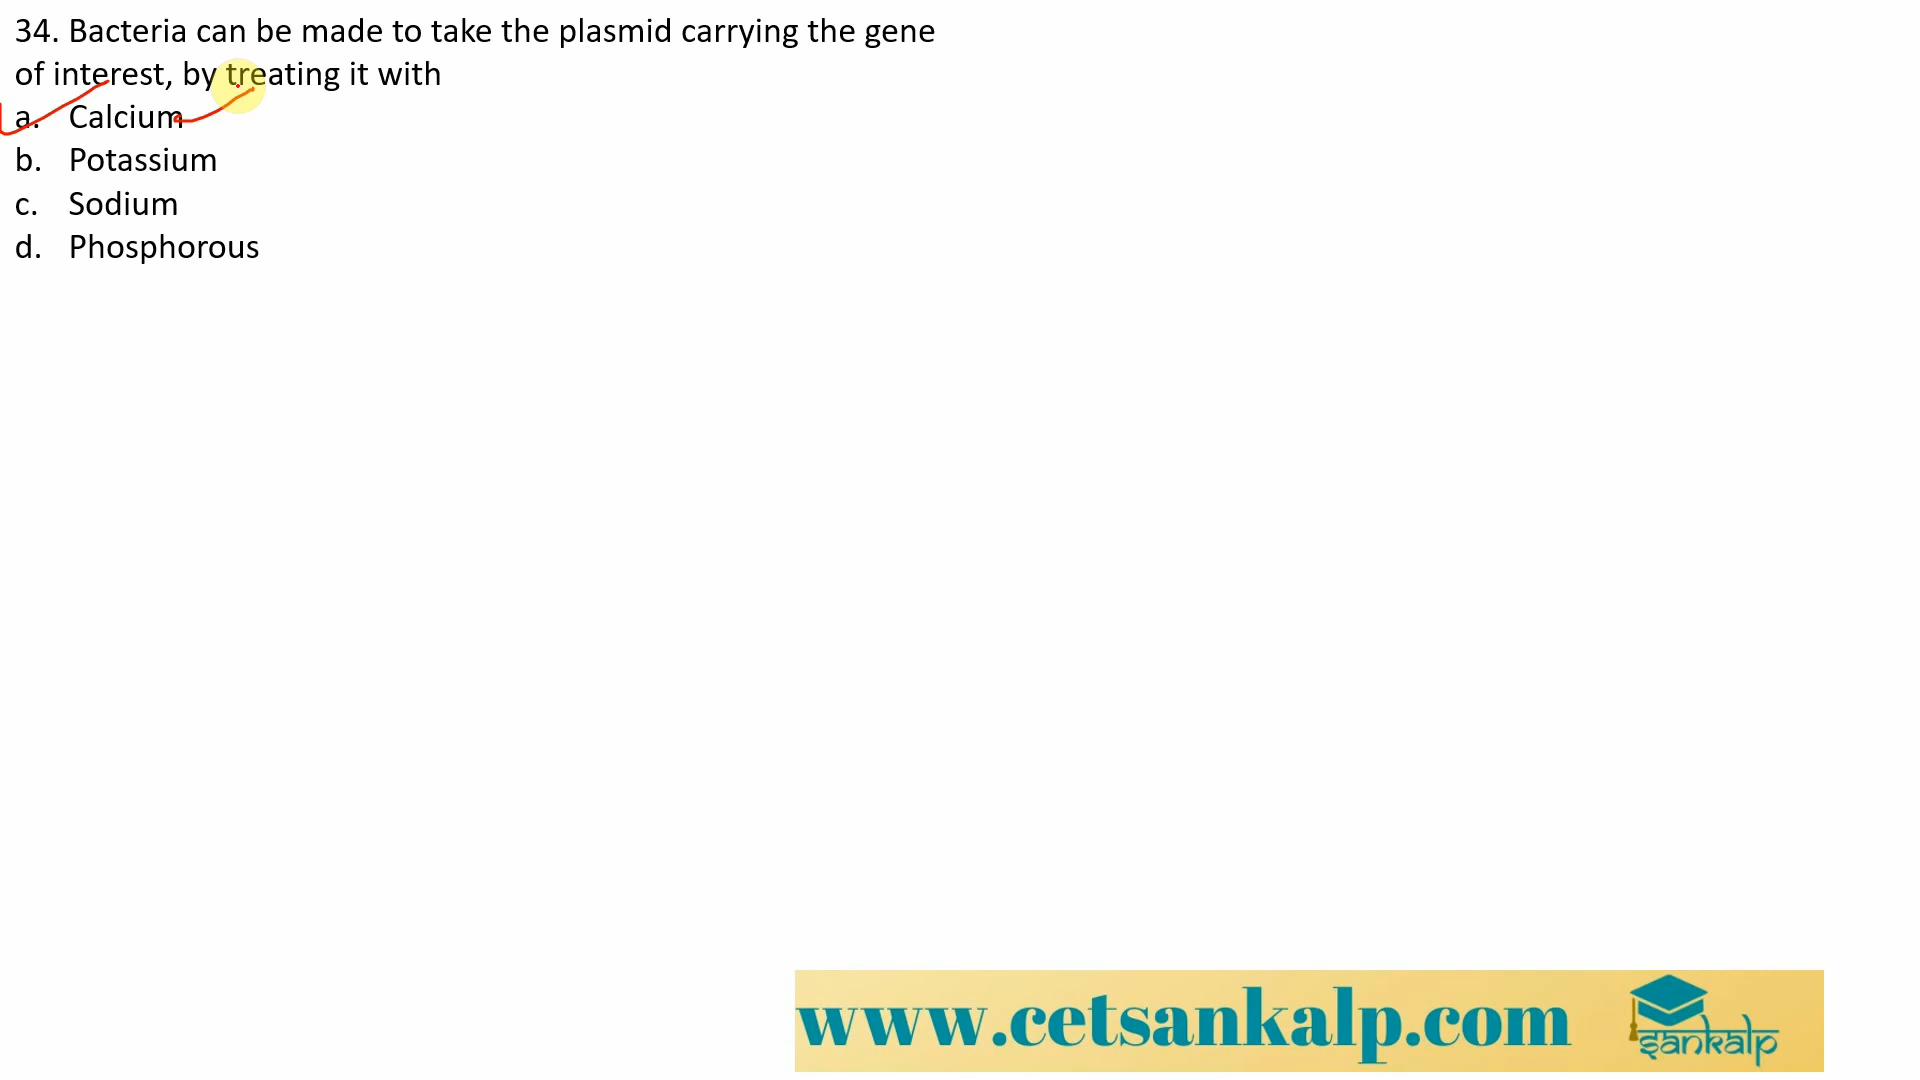 34. Bacteria can be made to take the plasmid carrying the gene
of interest, by treating it with
a. Calcium
b. Potassium
c. Sodium
d. Phosphorous
www.cetsankalp.com
sankalp